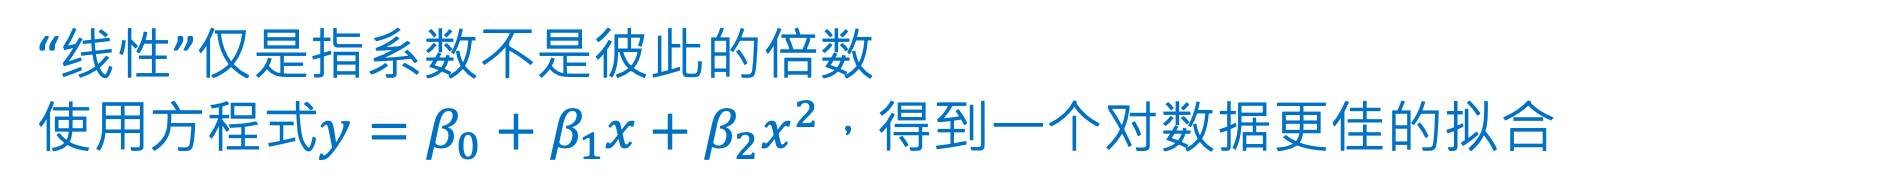 “线性”仅是指系数不是彼此的倍数
使用方程式y = β₀ + β₁x + β₂x²，得到一个对数据更佳的拟合